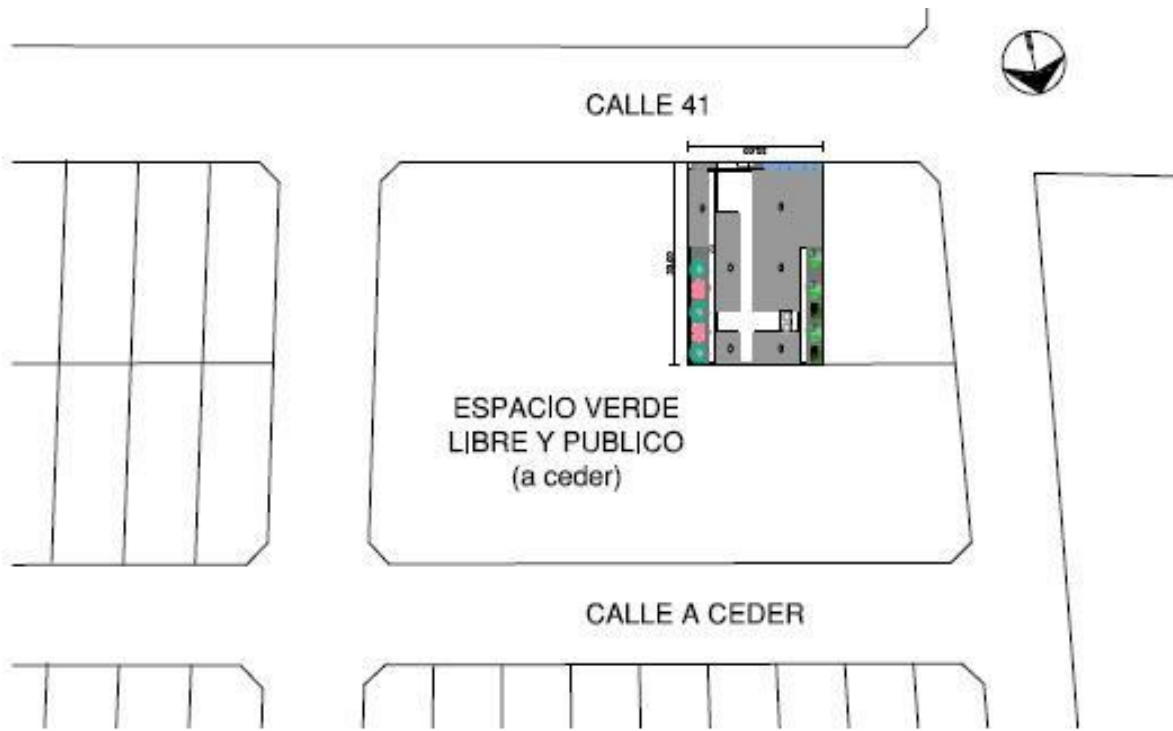 CALLE 41
ESPACIO VERDE
LIBRE Y PUBLICO
(a ceder)
CALLE A CEDER